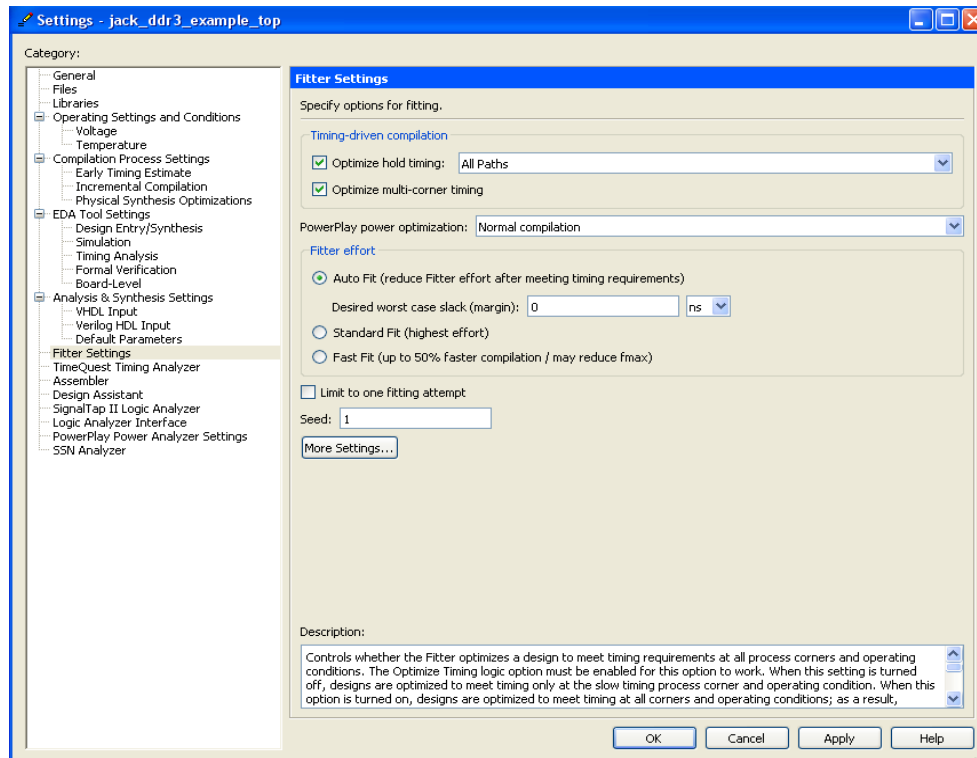 Settings - jack_ddr3_example_top
Category:
General
Files
Libraries
Operating Settings and Conditions
Voltage
Temperature
Compilation Process Settings
Early Timing Estimate
Incremental Compilation
Physical Synthesis Optimizations
EDA Tool Settings
Design Entry/Synthesis
Simulation
Timing Analysis
Formal Verification
Board-Level
Analysis & Synthesis Settings
VHDL Input
Verilog HDL Input
Default Parameters
Fitter Settings
TimeQuest Timing Analyzer
Assembler
Design Assistant
SignalTap II Logic Analyzer
Logic Analyzer Interface
PowerPlay Power Analyzer Settings
SSN Analyzer
Fitter Settings
Specify options for fitting.
Timing-driven compilation
Optimize hold timing: All Paths
Optimize multi-corner timing
PowerPlay power optimization: Normal compilation
Fitter effort
Auto Fit (reduce Fitter effort after meeting timing requirements)
Desired worst case slack (margin): 0 ns
Standard Fit (highest effort)
Fast Fit (up to 50% faster compilation / may reduce fmax)
Limit to one fitting attempt
Seed: 1
More Settings...
Description:
Controls whether the Fitter optimizes a design to meet timing requirements at all process corners and operating
conditions. The Optimize Timing logic option must be enabled for this option to work. When this setting is turned
off, designs are optimized to meet timing only at the slow timing process corner and operating condition. When this
option is turned on, designs are optimized to meet timing at all corners and operating conditions; as a result,
OK Cancel Apply Help